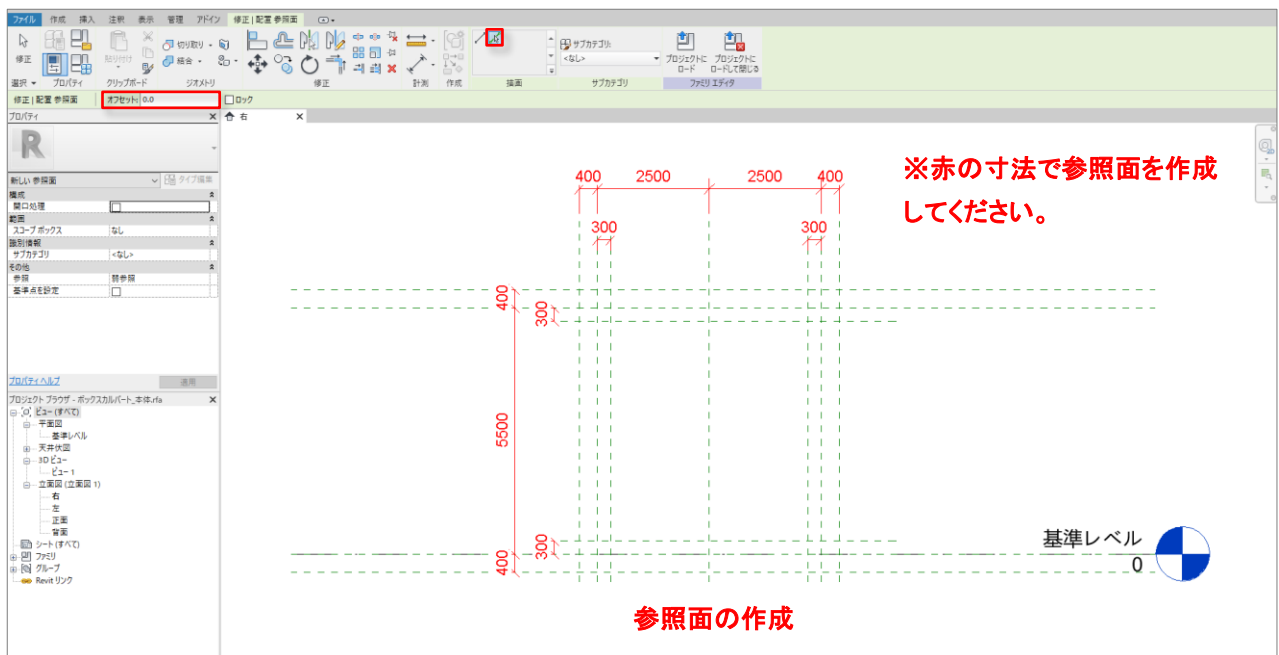 ファイル 作成 挿入 注釈 表示 管理 アドイン 修正 | 配置 参照面
修正 貼り付け 切り取り 結合 サブカテゴリ: <なし> プロジェクトに ロード プロジェクトに ロードして閉じる
選択 プロパティ クリップボード ジオメトリ 修正 計測 作成 描画 サブカテゴリ ファミリ エディタ
修正 | 配置 参照面 オフセット: 0.0 ロック
プロパティ 右
R
新しい 参照面 タイプ編集
構成
開口処理
範囲
スコープ ボックス なし
識別情報
サブカテゴリ <なし>
その他
参照 弱参照
基準点を設定
プロパティ ヘルプ 適用
プロジェクト ブラウザ - ボックスカルバート_本体.rfa
ビュー (すべて)
平面図
基準レベル
天井伏図
3D ビュー
ビュー 1
立面図 (立面図 1)
右
左
正面
背面
シート (すべて)
ファミリ
グループ
Revit リンク
※赤の寸法で参照面を作成
してください。
400 2500 2500 400
300 300
400
300
5500
300
400
基準レベル
0
参照面の作成